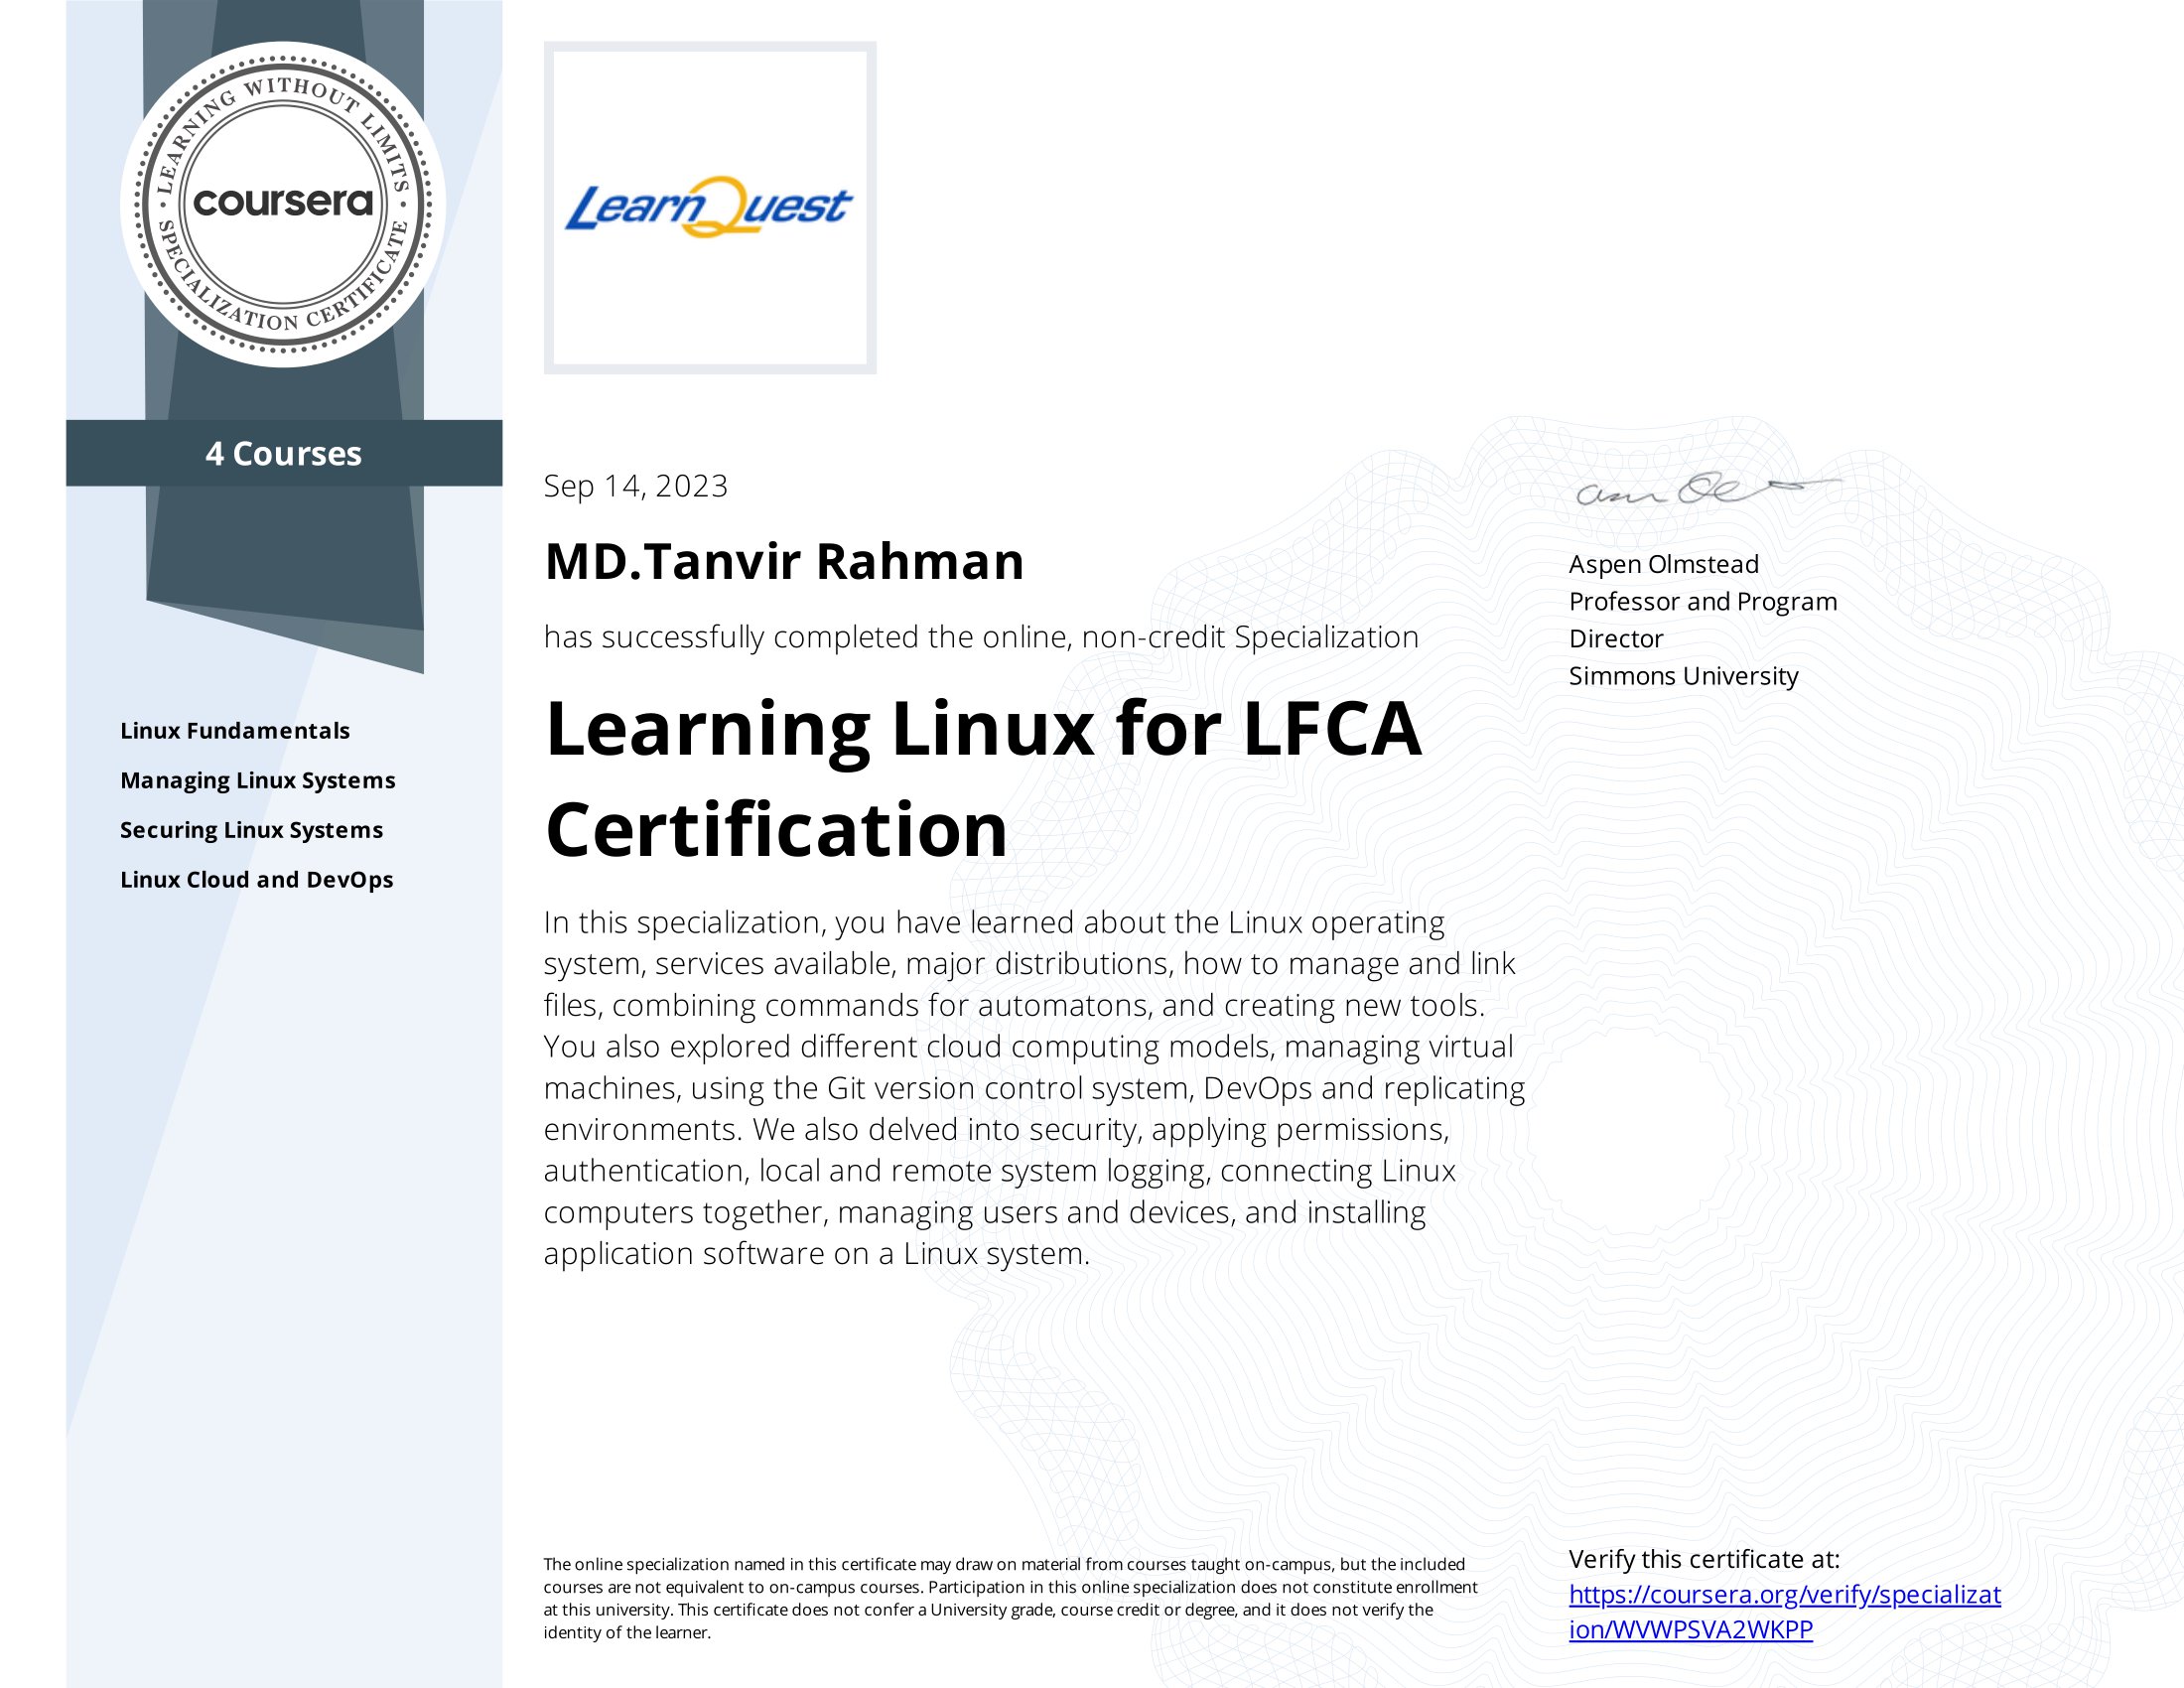 LEARNING WITHOUT LIMITS
coursera
SPECIALIZATION CERTIFICATE
4 Courses
Linux Fundamentals
Managing Linux Systems
Securing Linux Systems
Linux Cloud and DevOps
LearnQuest
Sep 14, 2023
MD.Tanvir Rahman
has successfully completed the online, non-credit Specialization
Learning Linux for LFCA
Certification
In this specialization, you have learned about the Linux operating
system, services available, major distributions, how to manage and link
files, combining commands for automatons, and creating new tools.
You also explored different cloud computing models, managing virtual
machines, using the Git version control system, DevOps and replicating
environments. We also delved into security, applying permissions,
authentication, local and remote system logging, connecting Linux
computers together, managing users and devices, and installing
application software on a Linux system.
Aspen Olmstead
Professor and Program
Director
Simmons University
The online specialization named in this certificate may draw on material from courses taught on-campus, but the included
courses are not equivalent to on-campus courses. Participation in this online specialization does not constitute enrollment
at this university. This certificate does not confer a University grade, course credit or degree, and it does not verify the
identity of the learner.
Verify this certificate at:
https://coursera.org/verify/specializat
ion/WVWPSVA2WKPP